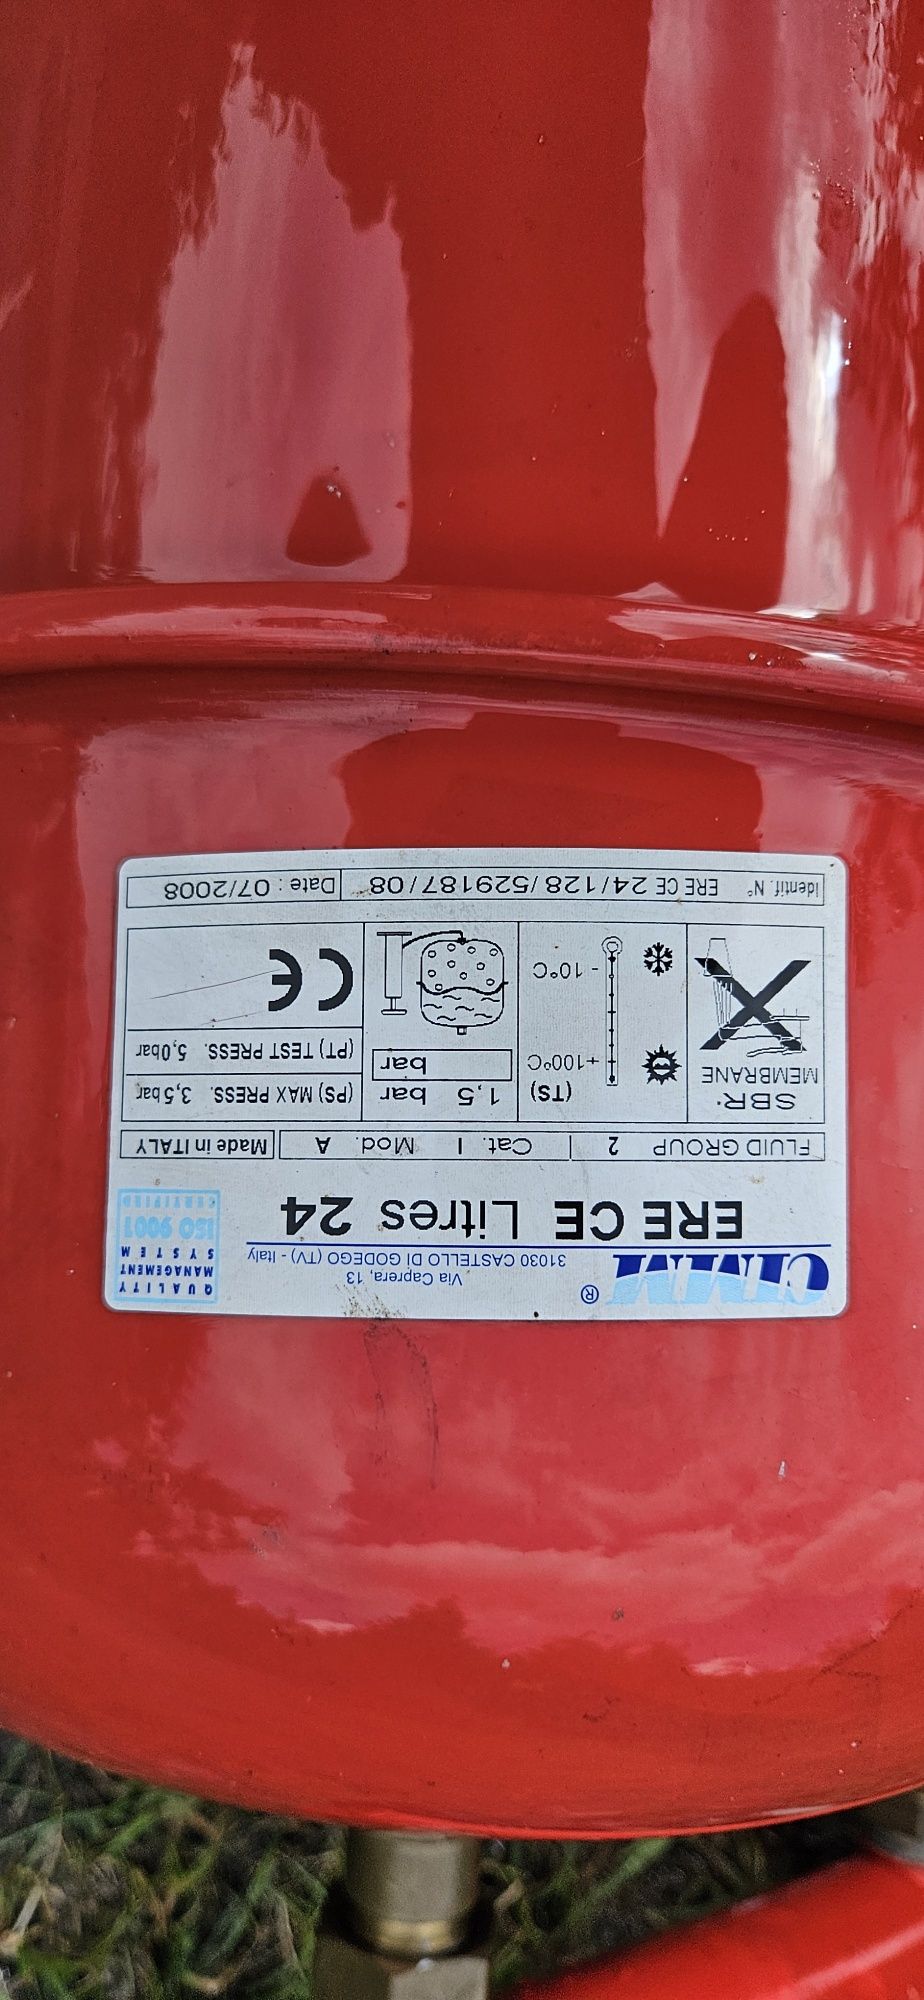 CIMM ®
Via Caprera, 13
31030 CASTELLO DI GODEGO (TV) - Italy
QUALITY
MANAGEMENT
SYSTEM
ISO 9001
CERTIFIED
ERE CE Litres 24
FLUID GROUP 2 Cat. I Mod. A Made in ITALY
SBR
MEMBRANE
(TS)
+100°C
- 10°C
1,5 bar
bar
(PS) MAX PRESS. 3,5 bar
(PT) TEST PRESS. 5,0 bar
CE
Identif. N° ERE CE 24/128/529187/08 Date : 07/2008